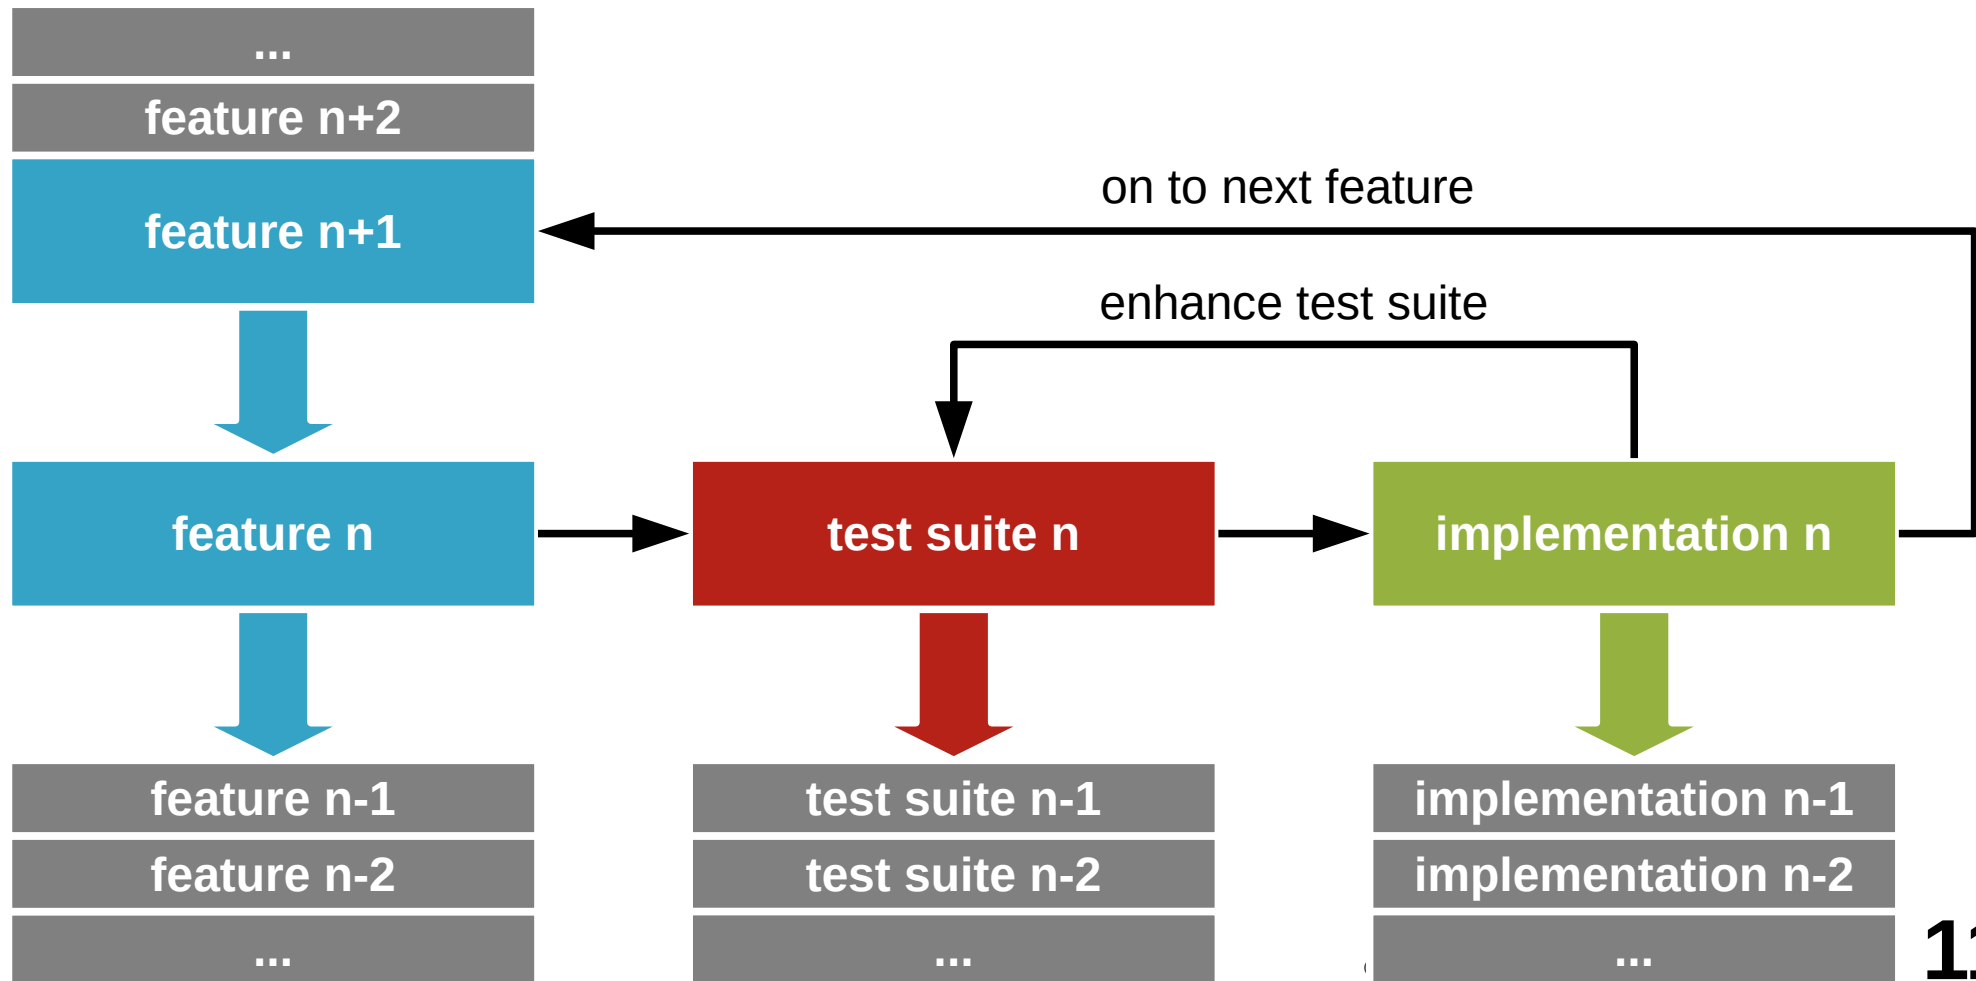 ...
feature n+2
feature n+1
on to next feature
enhance test suite
feature n
test suite n
implementation n
feature n-1
test suite n-1
implementation n-1
feature n-2
test suite n-2
implementation n-2
...
...
...